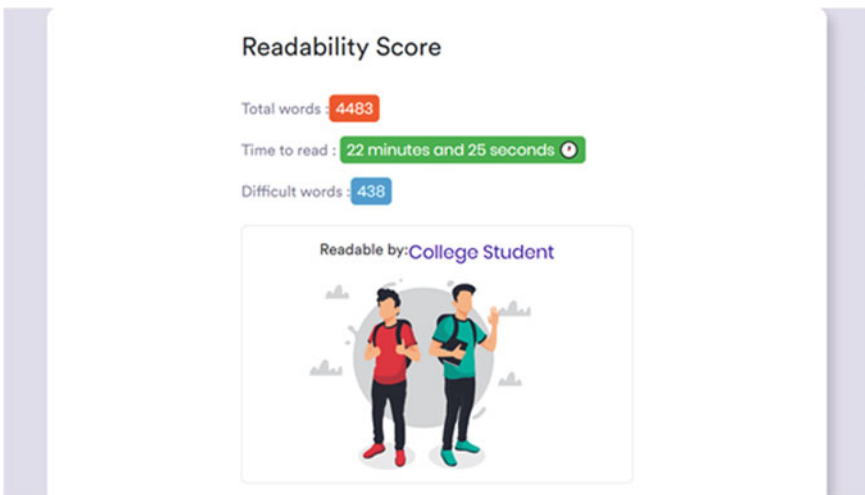 Readability Score
Total words : 4483
Time to read : 22 minutes and 25 seconds
Difficult words : 438
Readable by:College Student